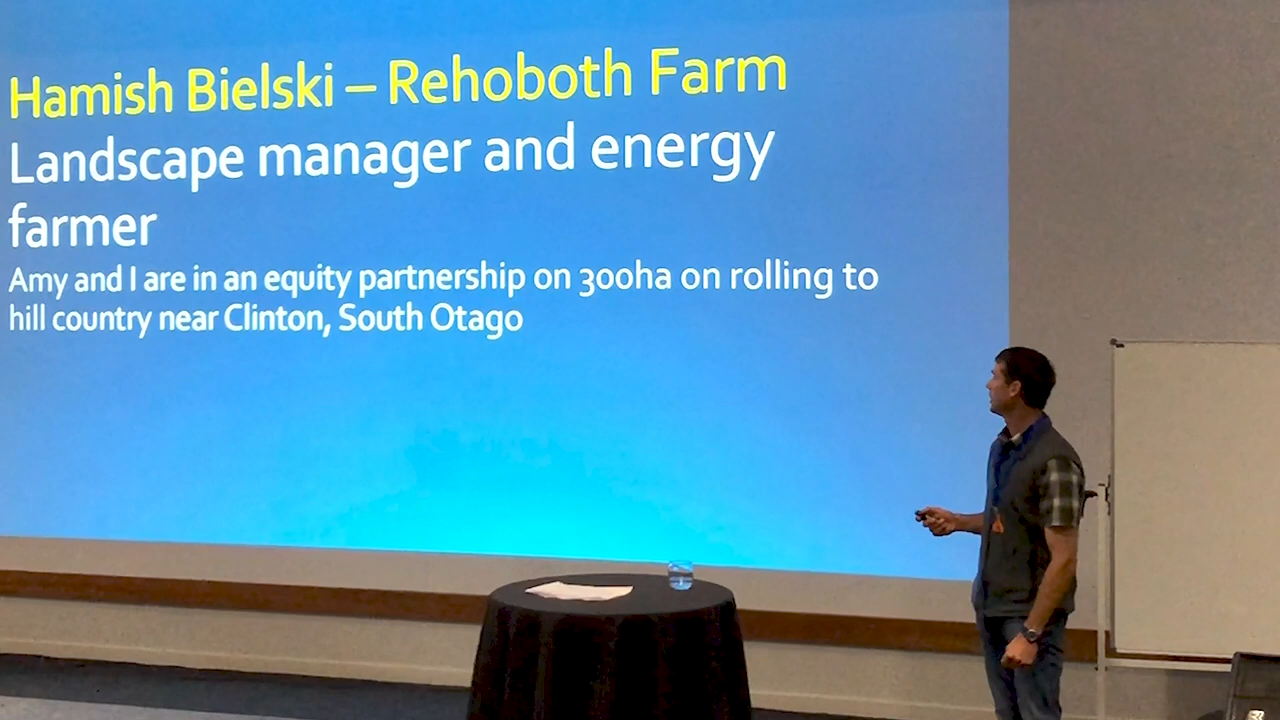 Hamish Bielski – Rehoboth Farm
Landscape manager and energy
farmer
Amy and I are in an equity partnership on 300ha on rolling to
hill country near Clinton, South Otago